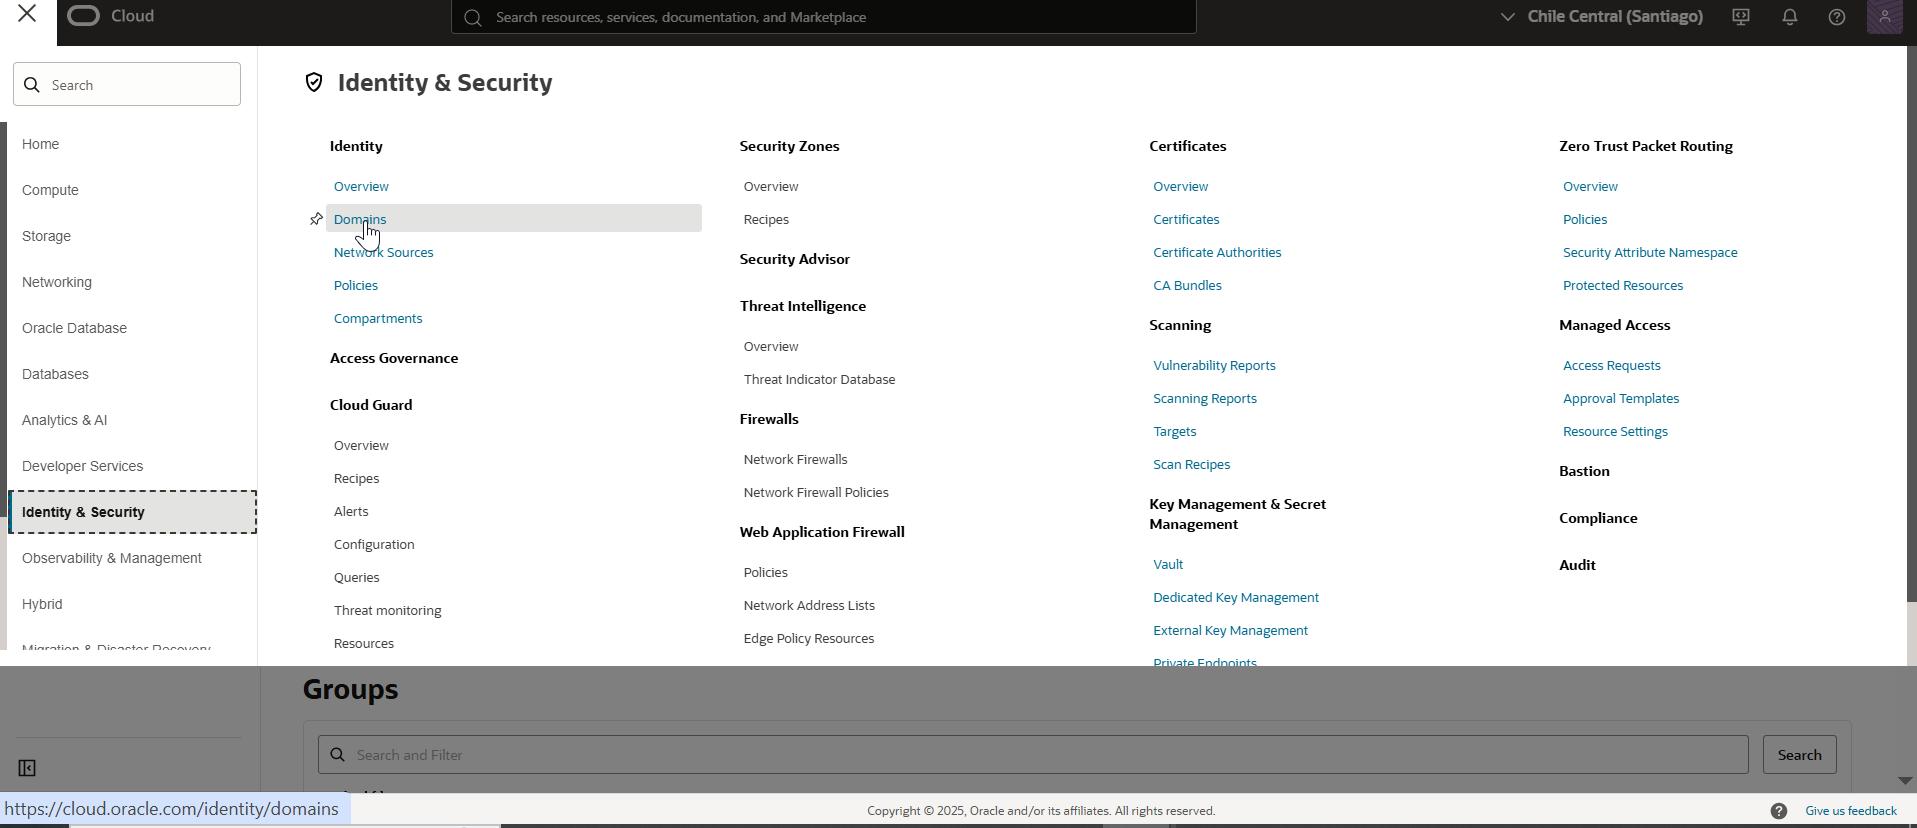 Cloud
Search resources, services, documentation, and Marketplace
Chile Central (Santiago)
Search
Home
Compute
Storage
Networking
Oracle Database
Databases
Analytics & AI
Developer Services
Identity & Security
Observability & Management
Hybrid
Migration & Disaster Recovery
Identity & Security
Identity
Overview
Domains
Network Sources
Policies
Compartments
Access Governance
Cloud Guard
Overview
Recipes
Alerts
Configuration
Queries
Threat monitoring
Resources
Security Zones
Overview
Recipes
Security Advisor
Threat Intelligence
Overview
Threat Indicator Database
Firewalls
Network Firewalls
Network Firewall Policies
Web Application Firewall
Policies
Network Address Lists
Edge Policy Resources
Certificates
Overview
Certificates
Certificate Authorities
CA Bundles
Scanning
Vulnerability Reports
Scanning Reports
Targets
Scan Recipes
Key Management & Secret
Management
Vault
Dedicated Key Management
External Key Management
Private Endpoints
Zero Trust Packet Routing
Overview
Policies
Security Attribute Namespace
Protected Resources
Managed Access
Access Requests
Approval Templates
Resource Settings
Bastion
Compliance
Audit
Groups
Search and Filter
Search
https://cloud.oracle.com/identity/domains
Copyright © 2025, Oracle and/or its affiliates. All rights reserved.
Give us feedback